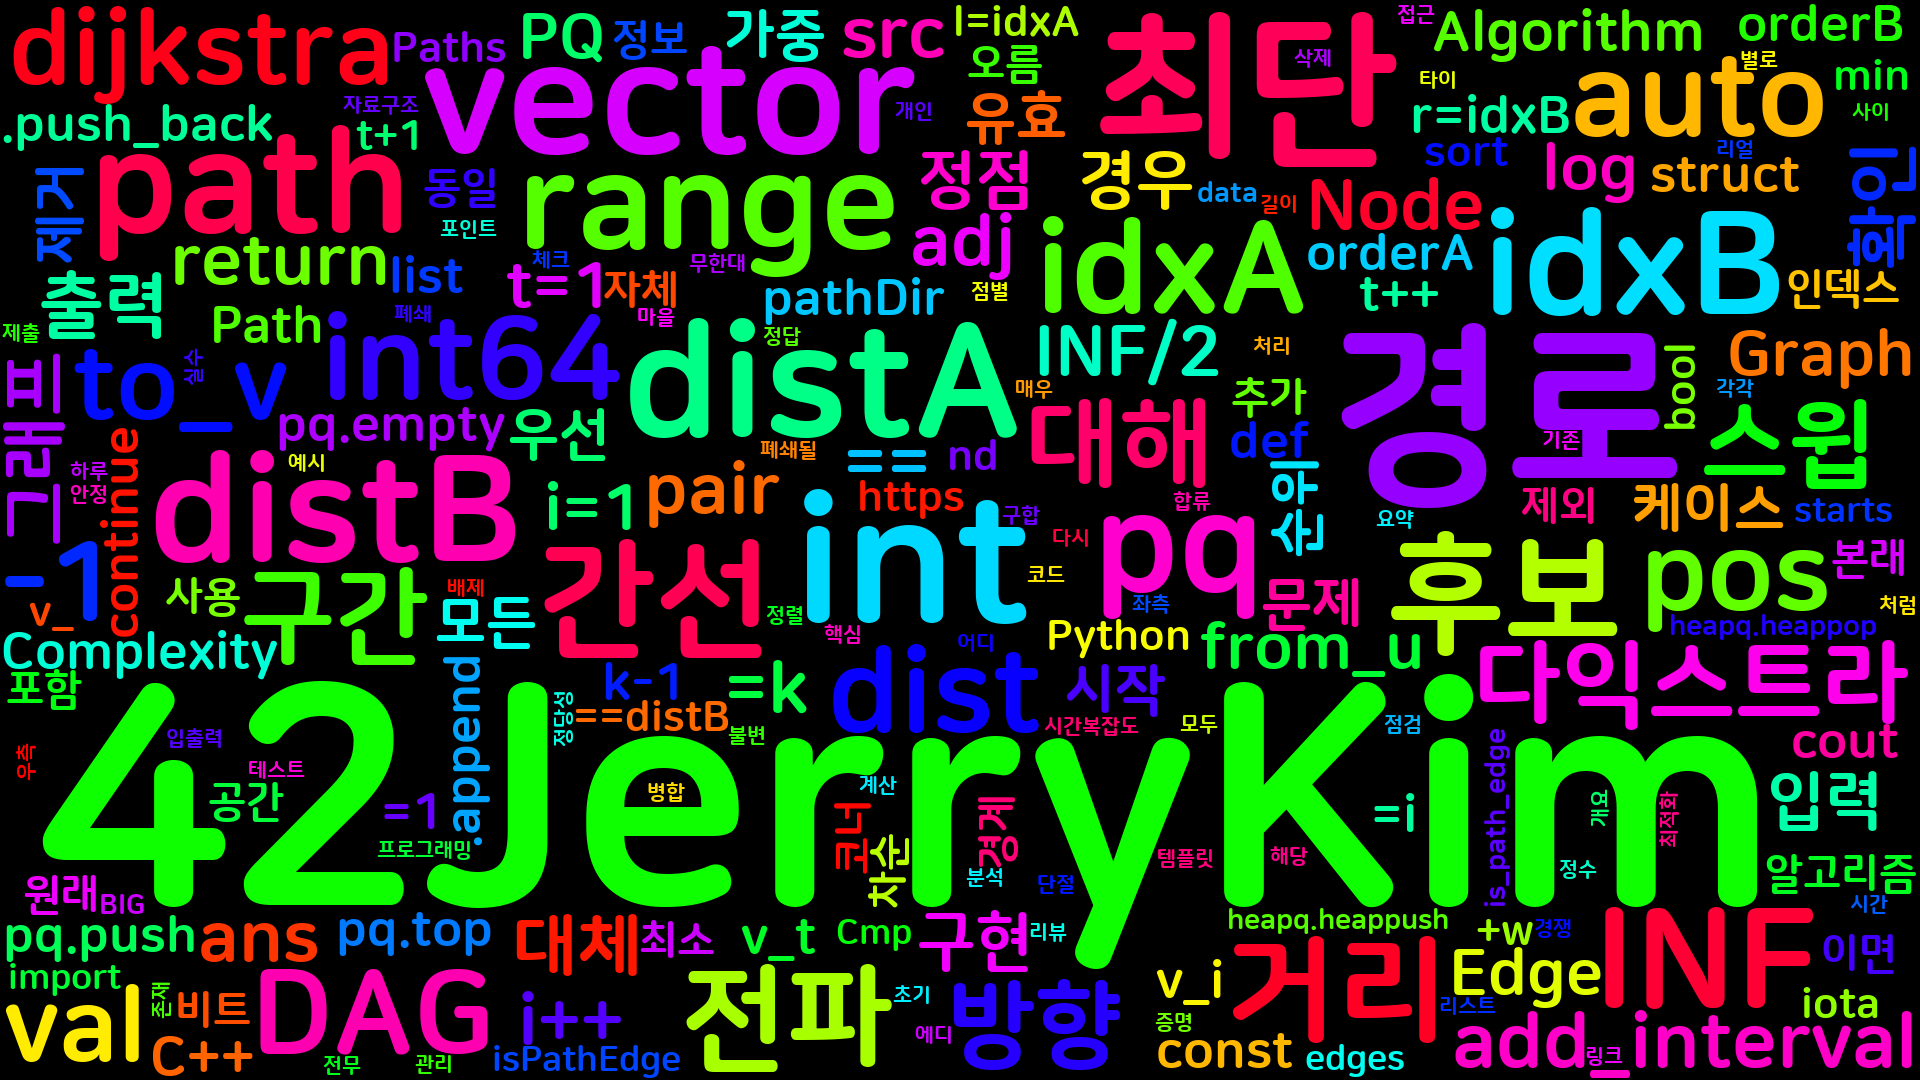 dijkstra
Paths
PQ
정보
가중
src
l=idxA
접근
Algorithm
orderB
vector
오름
최단
삭제
타이
별로
min
.push_back
자료구조
t+1
개인
유효
r=idxB
auto
사이
path
제거
동일
range
정점
경우
sort
리얼
log
struct
확인
포인트
data
길이
Node
return
list
체크
무한대
adj
idxA
orderA
idxB
출력
t=1
자체
pathDir
점별
t++
인덱스
제출
Path
폐쇄
int64
마을
정답
distA
INF/2
처리
경로
bool
Graph
그래비
to_v
실수
매우
추가
각각
pq.empty
우선
대해
def
기존
스윕
continue
하루
안정
예시
폐쇄될
==
nd
distB
i=1
pair
https
구합
합류
순위
요약
제외
케이스
starts
-1
int
다시
pq
후보
pos
본래
v_
사용
구간
배제
간선
모든
정렬
코드
좌측
문제
처럼
Complexity
핵심
어디
Python
from_u
heapq.heappop
포함
.append
k-1
=k
dist
시작
다익스트라
정당성
==distB
불변
시간복잡도
모두
점검
cout
42JerryKim
우측
입출력
테스트
공간
=1
프로그래밍
병합
계산
코너
차순
경계
분석
단절
템플릿
해당
=i
is_path_edge
정수
개요
최적화
입력
알고리즘
원래
BIG
시간
pq.push
ans
pq.top
대체
최소
v_t
Cmp
구현
리뷰
heapq.heappush
+w
경쟁
거리
INF
이면
import
val
존재
비트
DAG
i++
전파
초기
방향
v_i
Edge
리스트
iota
C++
전무
관리
isPathEdge
에디
증명
const
edges
add_interval
링크